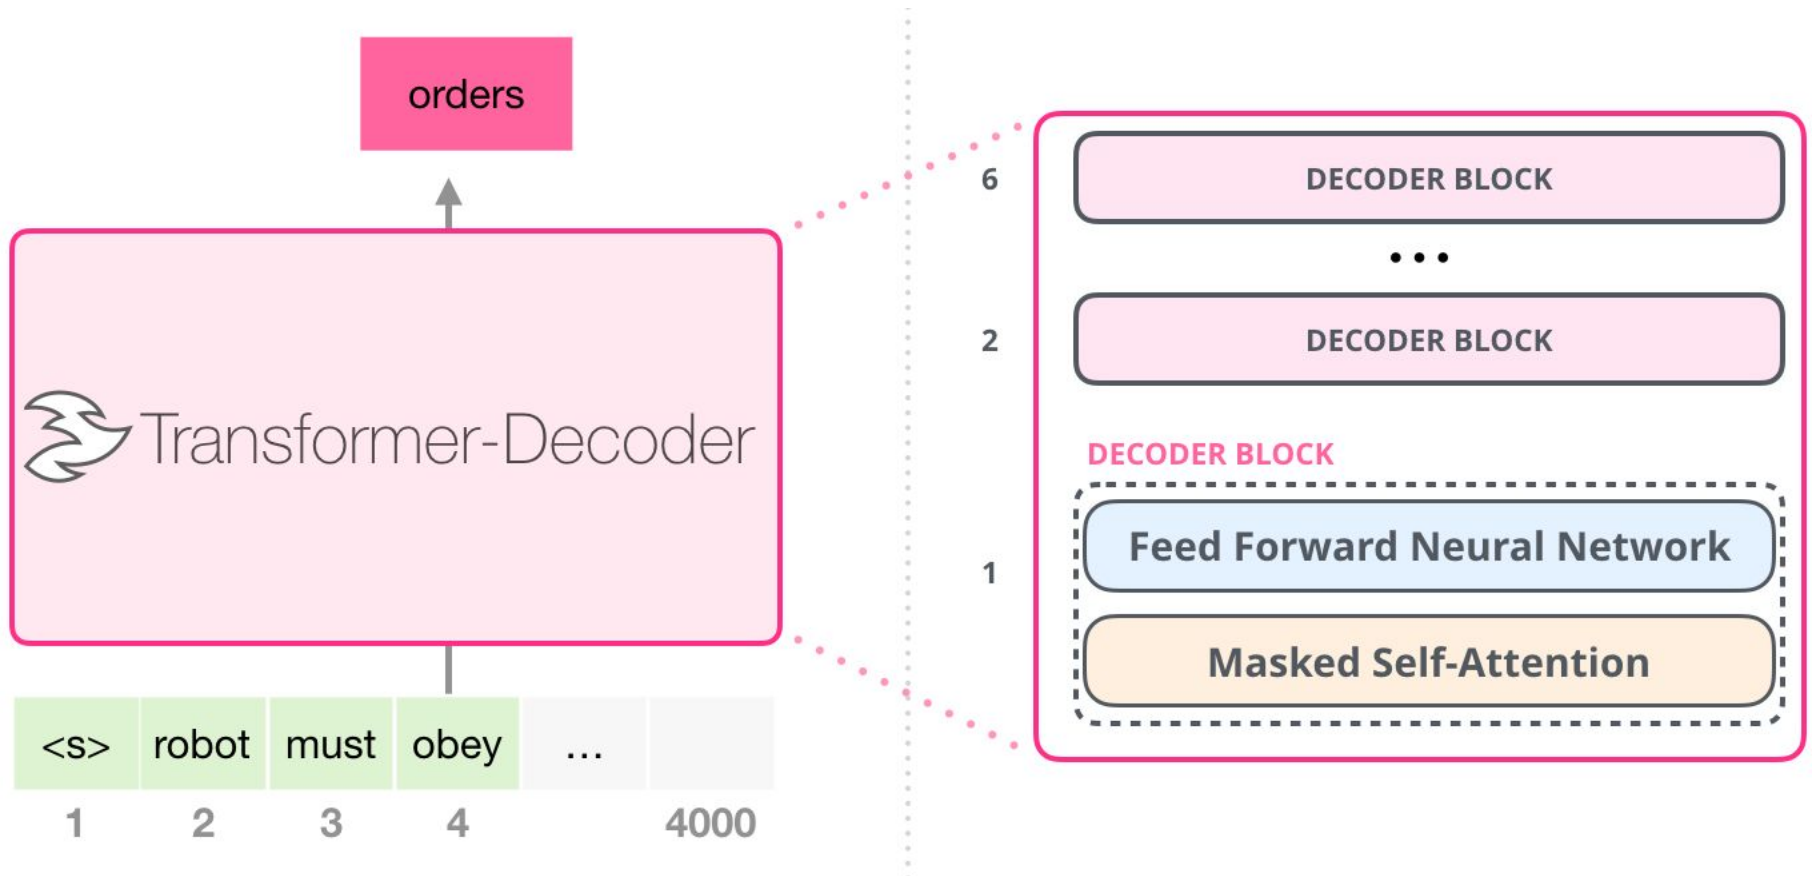 orders
Transformer-Decoder
<s> robot must obey ...
1 2 3 4 4000
6 DECODER BLOCK
...
2 DECODER BLOCK
DECODER BLOCK
1
Feed Forward Neural Network
Masked Self-Attention